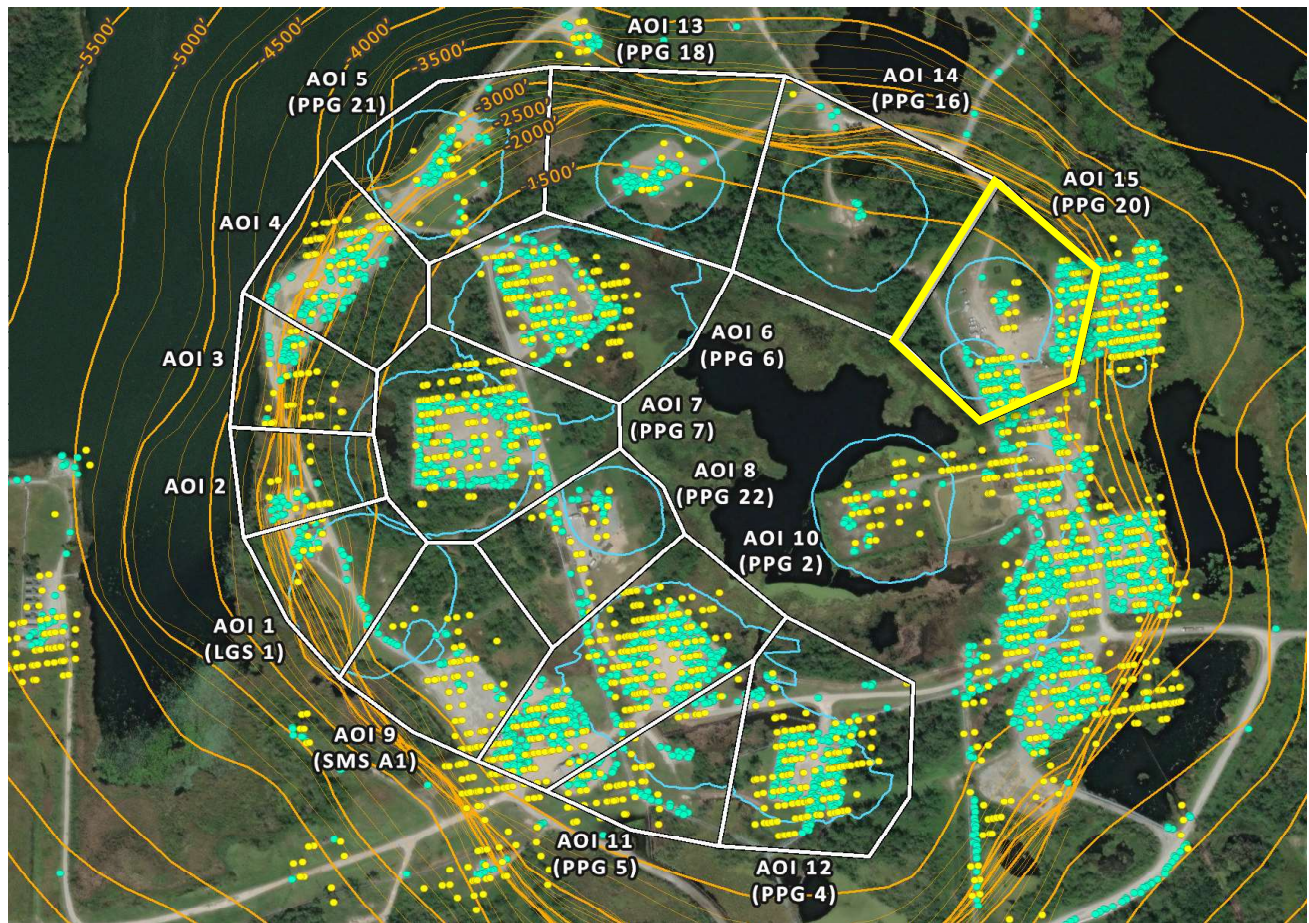 -5500'
-5000'
-4500'
-4000'
-3500'
-3000'
-2500'
-2000'
-1500'
AOI 13
(PPG 18)
AOI 5
(PPG 21)
AOI 14
(PPG 16)
AOI 15
(PPG 20)
AOI 4
AOI 3
AOI 6
(PPG 6)
AOI 7
(PPG 7)
AOI 2
AOI 8
(PPG 22)
AOI 10
(PPG 2)
AOI 1
(LGS 1)
AOI 9
(SMS A1)
AOI 11
(PPG 5)
AOI 12
(PPG 4)